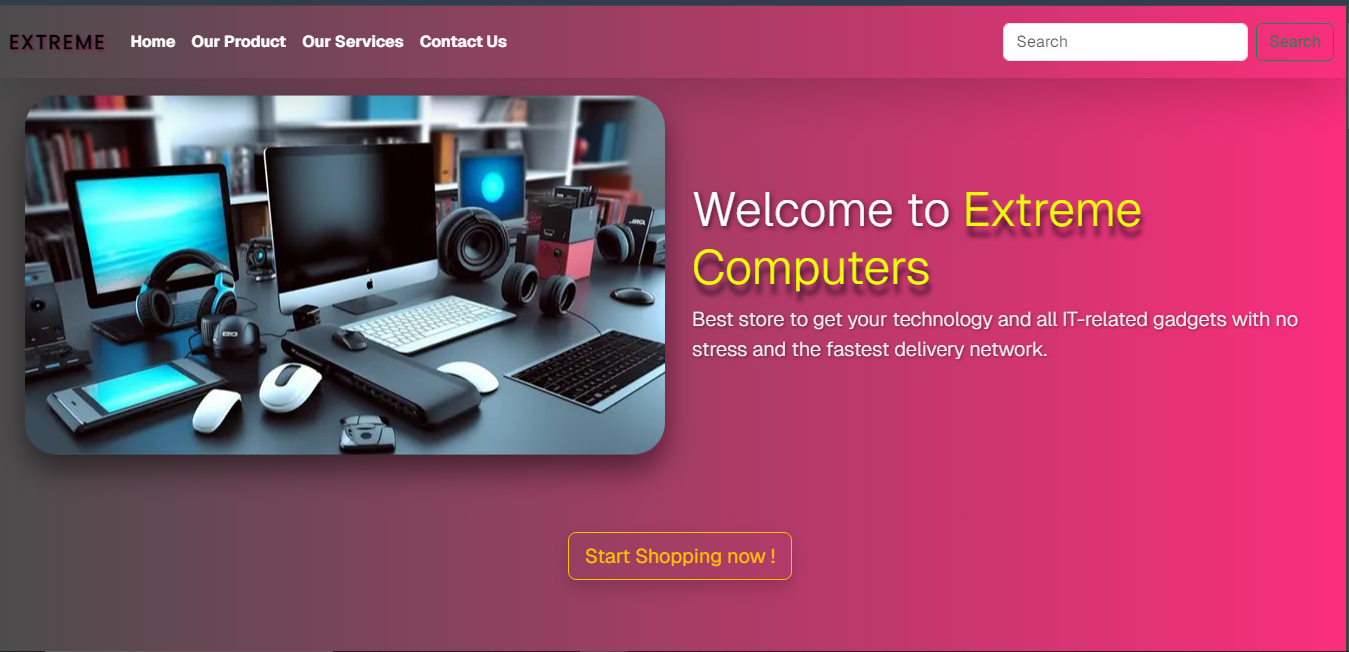 EXTREME Home Our Product Our Services Contact Us Search Search
Welcome to Extreme
Computers
Best store to get your technology and all IT-related gadgets with no
stress and the fastest delivery network.
Start Shopping now !